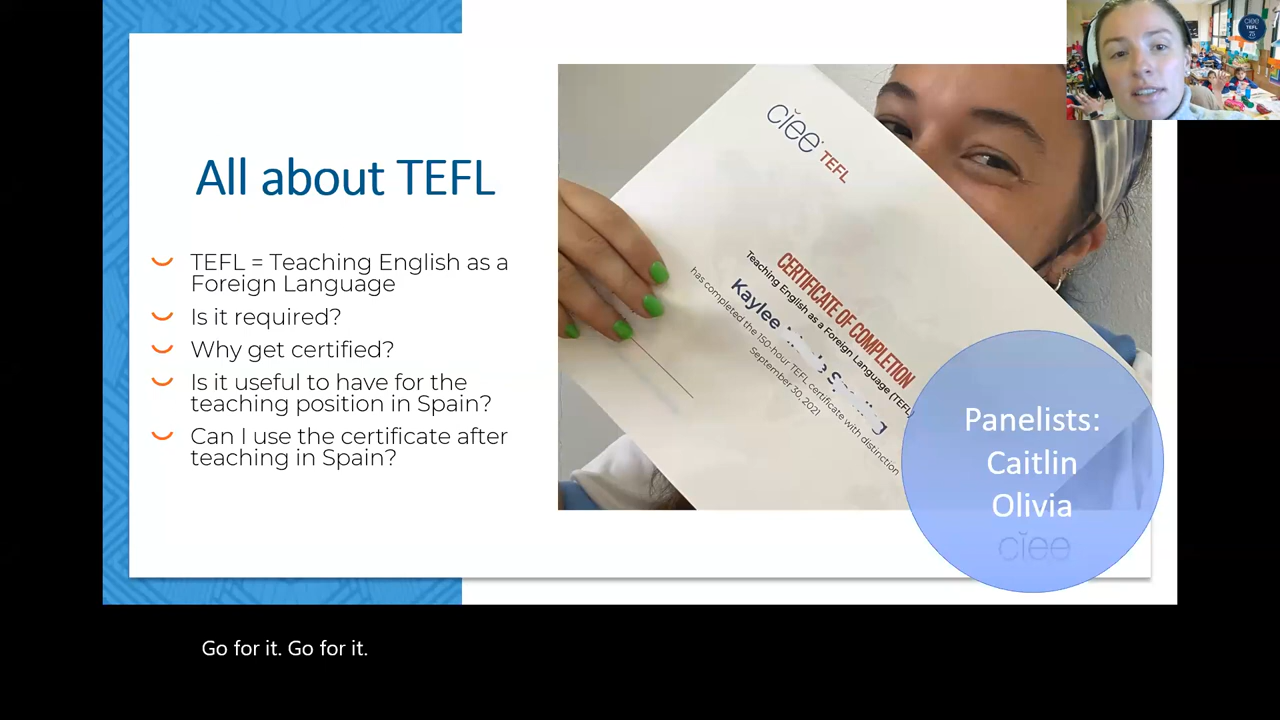 All about TEFL
TEFL = Teaching English as a
Foreign Language
Is it required?
Why get certified?
Is it useful to have for the
teaching position in Spain?
Can I use the certificate after
teaching in Spain?
ciee
TEFL
CERTIFICATE OF COMPLETION
Teaching English as a Foreign Language (TEFL
Kaylee
has completed the 150-hour TEFL certificate with distinction
September 30, 2021
Panelists:
Caitlin
Olivia
ciee
ciee
TEFL
75
Go for it. Go for it.